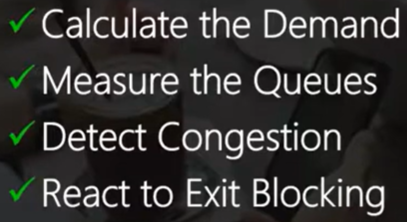 ✓ Calculate the Demand
✓ Measure the Queues
✓ Detect Congestion
✓ React to Exit Blocking